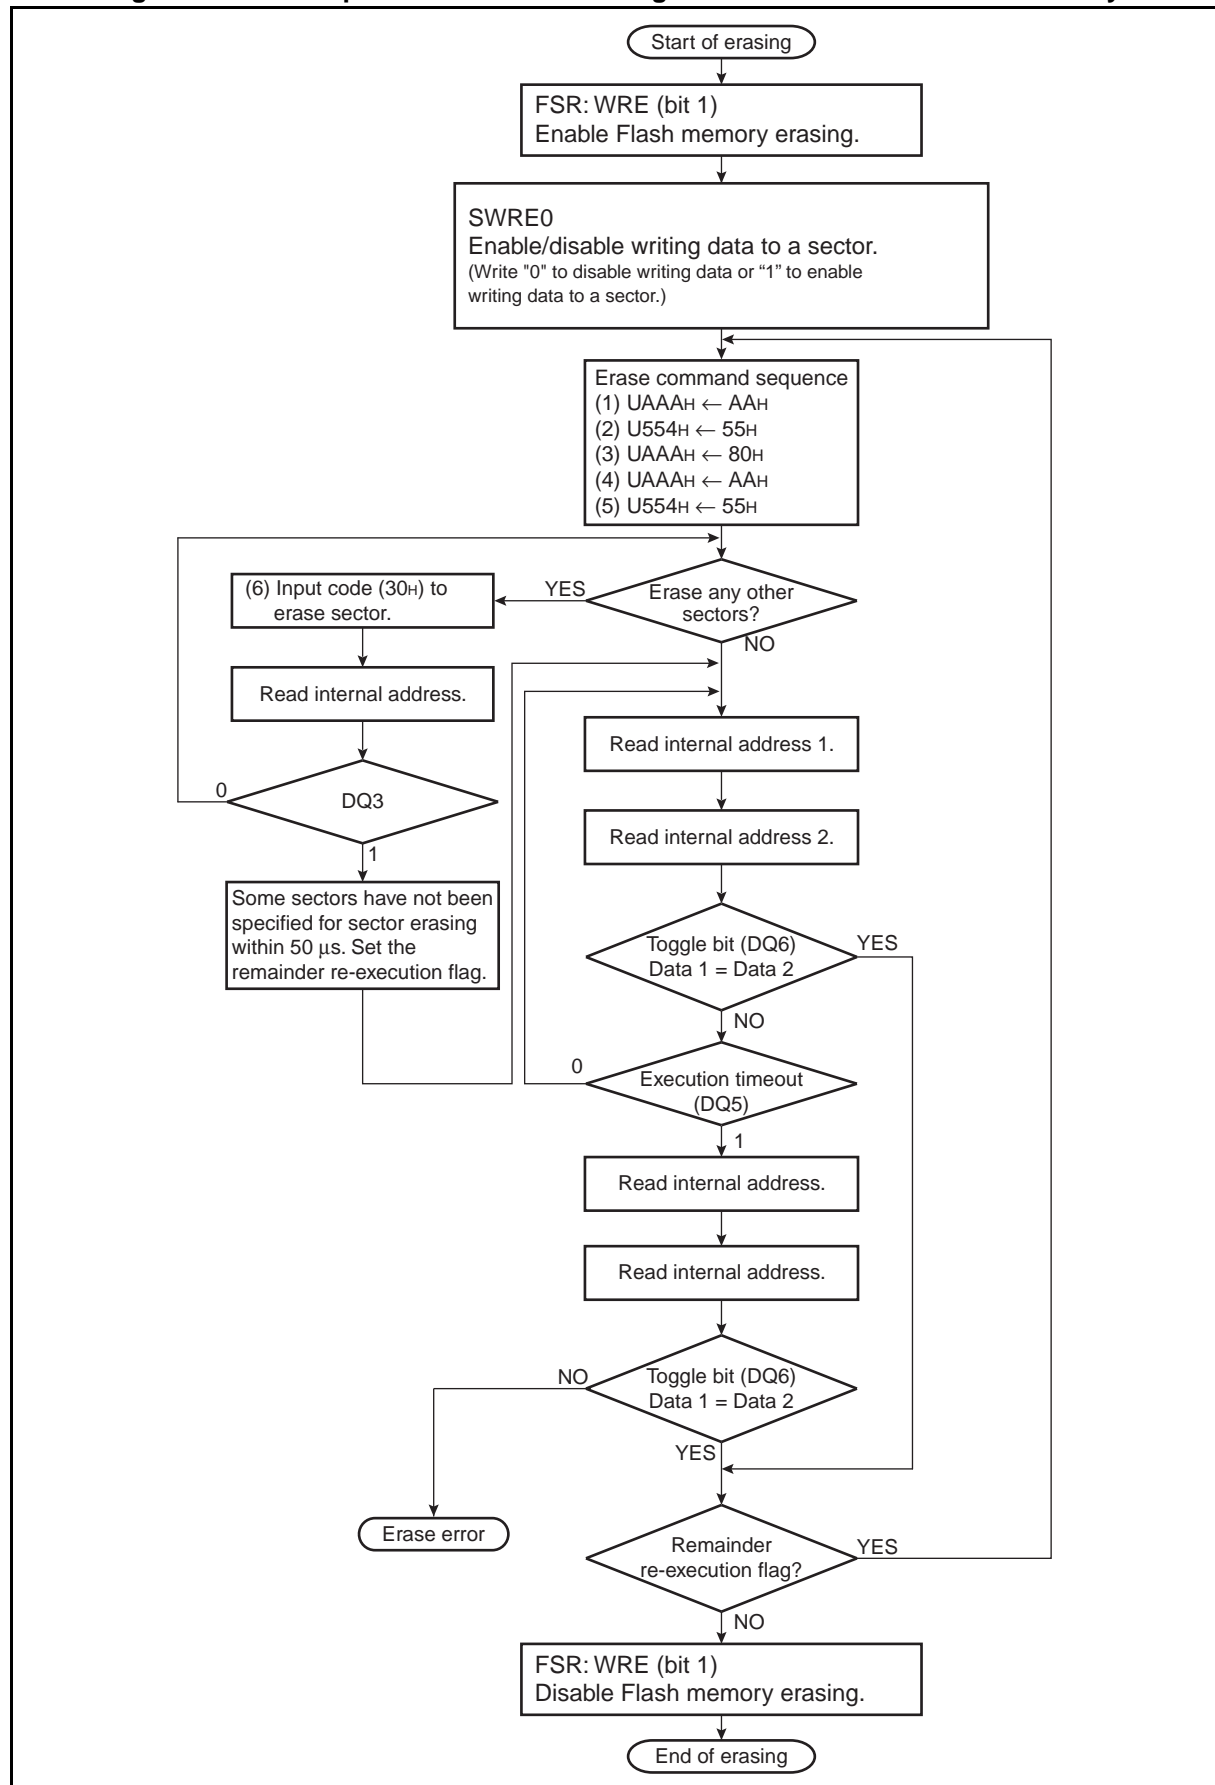 Start of erasing
FSR: WRE (bit 1)
Enable Flash memory erasing.
SWRE0
Enable/disable writing data to a sector.
(Write "0" to disable writing data or “1” to enable
writing data to a sector.)
Erase command sequence
(1) UAAAH ← AAH
(2) U554H ← 55H
(3) UAAAH ← 80H
(4) UAAAH ← AAH
(5) U554H ← 55H
(6) Input code (30H) to
erase sector.
YES
Erase any other
sectors?
NO
Read internal address.
Read internal address 1.
0
DQ3
1
Read internal address 2.
Some sectors have not been
specified for sector erasing
within 50 µs. Set the
remainder re-execution flag.
Toggle bit (DQ6)
Data 1 = Data 2
YES
NO
0
Execution timeout
(DQ5)
1
Read internal address.
Read internal address.
NO
Toggle bit (DQ6)
Data 1 = Data 2
YES
Erase error
Remainder
re-execution flag?
YES
NO
FSR: WRE (bit 1)
Disable Flash memory erasing.
End of erasing